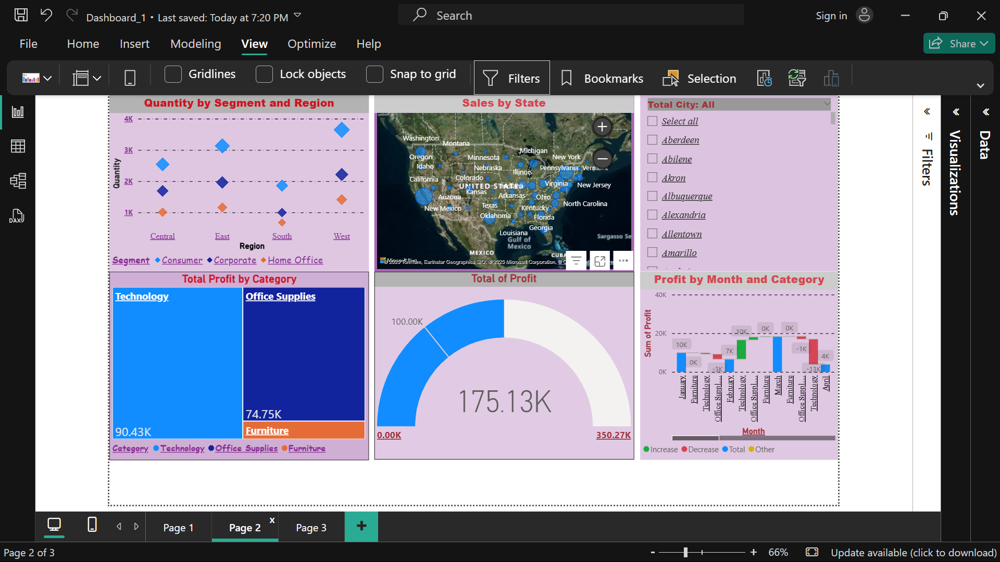 Dashboard_1 • Last saved: Today at 7:20 PM
Search
Sign in
File Home Insert Modeling View Optimize Help
Share
Gridlines Lock objects Snap to grid Filters Bookmarks Selection
Quantity by Segment and Region
4K
3K
2K
1K
Quantity
Central East South West
Region
Segment Consumer Corporate Home Office
Sales by State
Washington
Montana
Michigan
Oregon
Minnesota
New York
Idaho
Nebraska
Illinois
Pennsylvania
Vermont
California
Colorado
UNITED
Indiana
Virginia
New Jersey
Kansas
Arizona
Arkansas
Ohio
New Mexico
Texas
Kentucky
North Carolina
Oklahoma
Florida
Georgia
Louisiana
Gulf of
Mexico
Sargasso Se
MEXICO
CUBA
© 2025 TomTom, Earthstar Geographics SIO, © 2025 Microsoft Corporation, ©
Total City: All
Select all
Aberdeen
Abilene
Akron
Albuquerque
Alexandria
Allentown
Amarillo
Total Profit by Category
Technology
90.43K
Office Supplies
74.75K
Furniture
Category Technology Office Supplies Furniture
Total of Profit
100.00K
175.13K
0.00K
350.27K
Profit by Month and Category
40K
20K
0K
Sum of Profit
10K
0K
-3K
7K
10K
0K
0K
-1K
-13K
4K
January
Furniture
Technology
Office Suppl...
February
Technology
Office Suppl...
Furniture
March
Furniture
Office Suppl...
Technology
April
Month
Increase Decrease Total Other
Filters
Visualizations
Data
DAX
Page 1
Page 2 x
Page 3
+
Page 2 of 3
- + 66%
Update available (click to download)